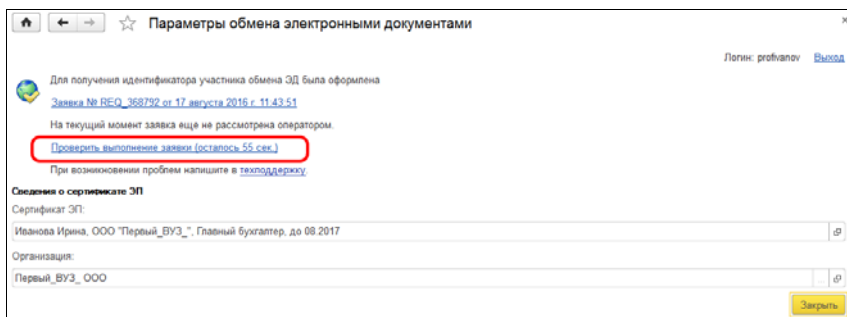 Параметры обмена электронными документами
Логин: profivanov Выход
Для получения идентификатора участника обмена ЭД была оформлена
Заявка № REQ_368792 от 17 августа 2016 г. 11:43:51
На текущий момент заявка еще не рассмотрена оператором.
Проверить выполнение заявки (осталось 55 сек.)
При возникновении проблем напишите в техподдержку.
Сведения о сертификате ЭП
Сертификат ЭП:
Иванова Ирина, ООО "Первый_ВУЗ_", Главный бухгалтер, до 08.2017
Организация:
Первый_ВУЗ_ ООО
Закрыть